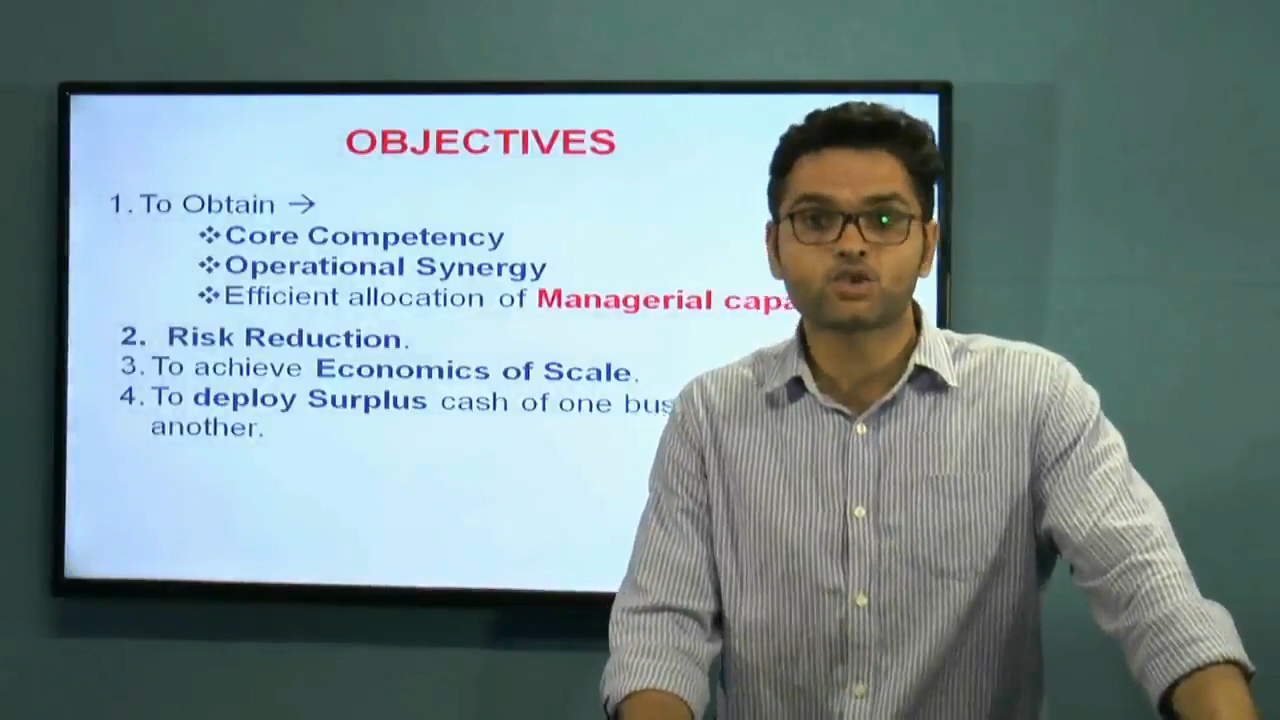 OBJECTIVES
1. To Obtain →
❖Core Competency
❖Operational Synergy
❖Efficient allocation of Managerial
2. Risk Reduction.
3. To achieve Economics of Scale.
4. To deploy Surplus cash of one
another.